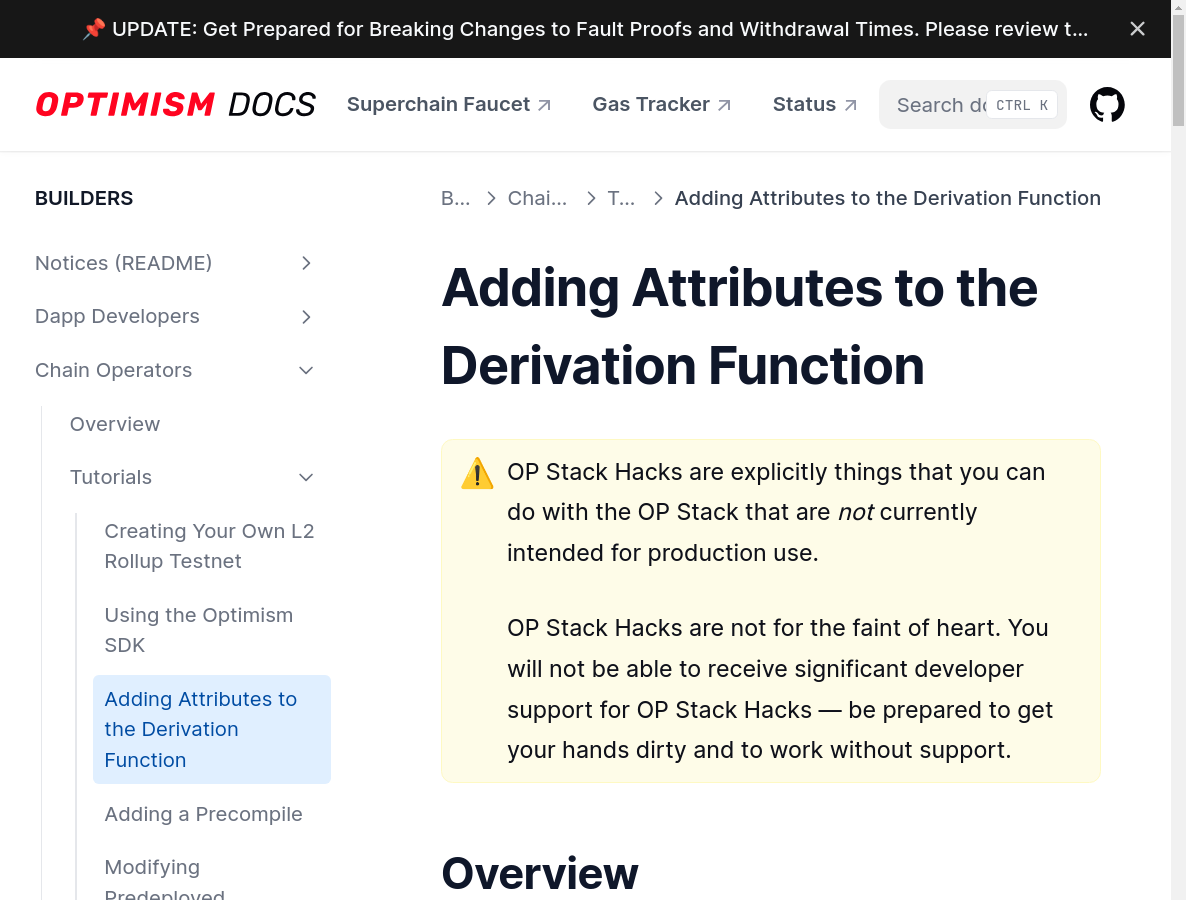 📌 UPDATE: Get Prepared for Breaking Changes to Fault Proofs and Withdrawal Times. Please review t...
OPTIMISM DOCS
Superchain Faucet
Gas Tracker
Status
Search do
CTRL K
BUILDERS
Notices (README)
Dapp Developers
Chain Operators
Overview
Tutorials
Creating Your Own L2
Rollup Testnet
Using the Optimism
SDK
Adding Attributes to
the Derivation
Function
Adding a Precompile
Modifying
Predeployed
B... > Chai... > T... > Adding Attributes to the Derivation Function
Adding Attributes to the
Derivation Function
OP Stack Hacks are explicitly things that you can
do with the OP Stack that are not currently
intended for production use.
OP Stack Hacks are not for the faint of heart. You
will not be able to receive significant developer
support for OP Stack Hacks — be prepared to get
your hands dirty and to work without support.
Overview